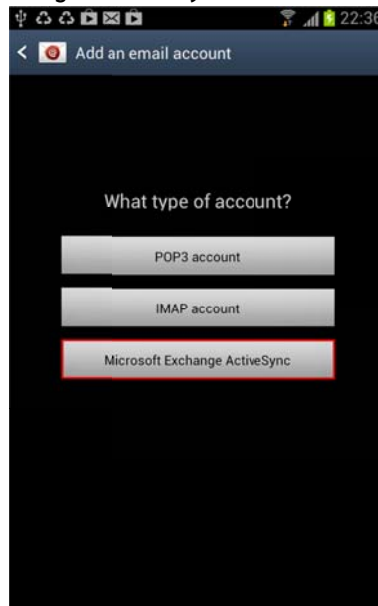 22:36
Add an email account
What type of account?
POP3 account
IMAP account
Microsoft Exchange ActiveSync